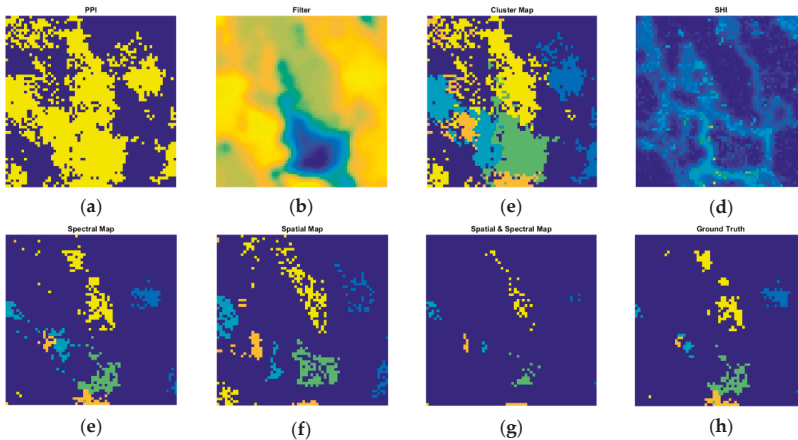 PPI
Filter
Cluster Map
SHI
(a)
(b)
(e)
(d)
Spectral Map
Spatial Map
Spatial & Spectral Map
Ground Truth
(e)
(f)
(g)
(h)